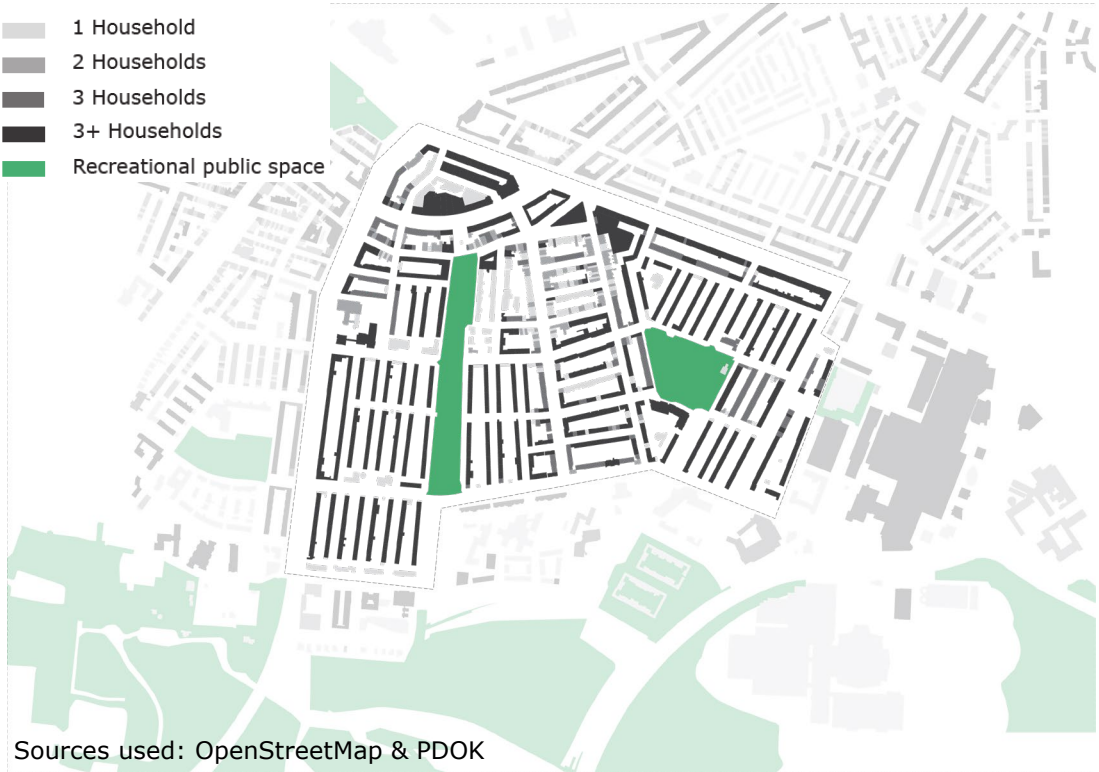 1 Household
2 Households
3 Households
3+ Households
Recreational public space
Sources used: OpenStreetMap & PDOK